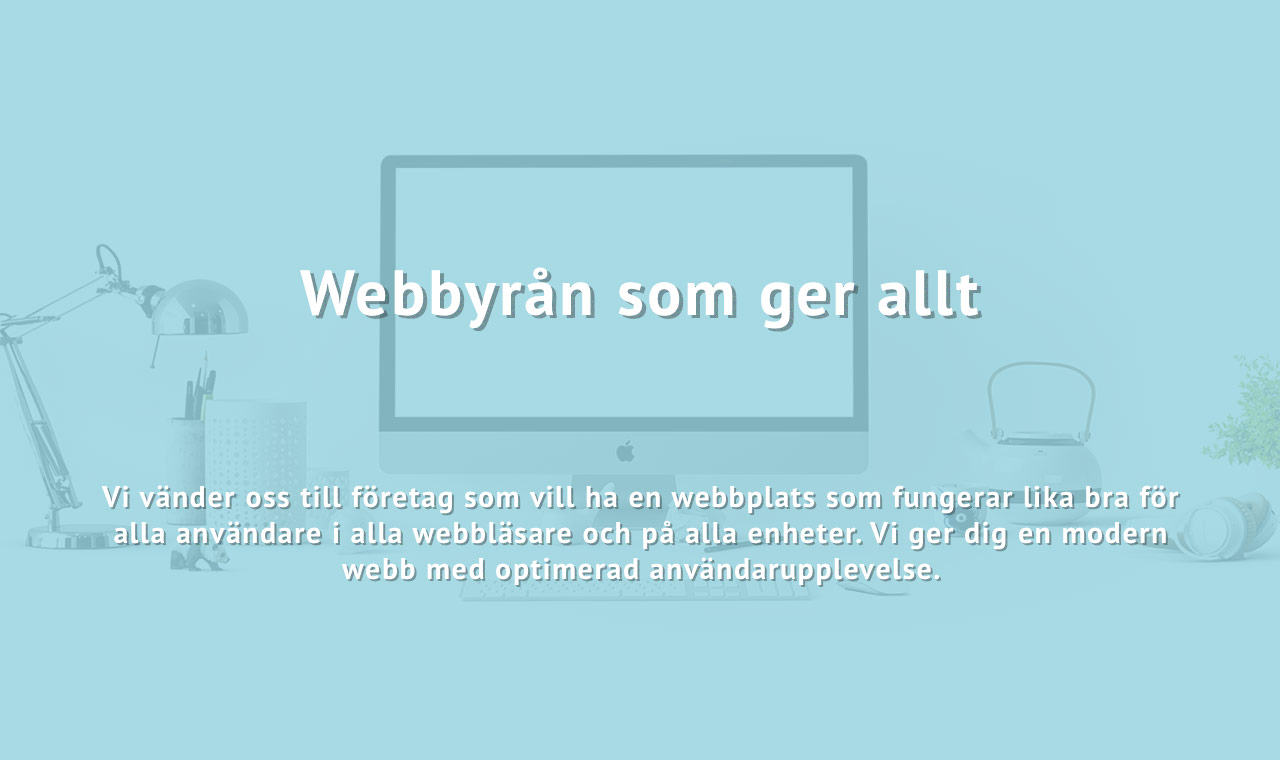 Webbyrån som ger allt
Vi vänder oss till företag som vill ha en webbplats som fungerar lika bra för
alla användare i alla webbläsare och på alla enheter. Vi ger dig en modern
webb med optimerad användarupplevelse.